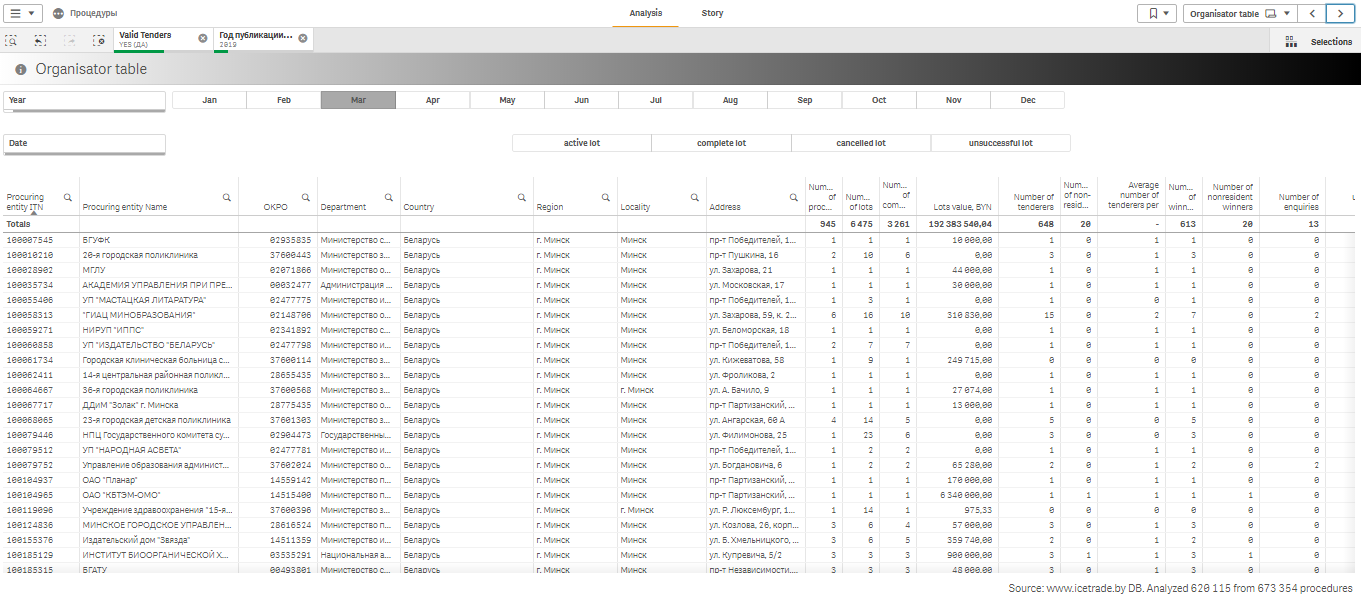 Процедуры Analysis Story Organisator table
Valid Tenders Год публикации...
YES (ДА) 2019 Selections
Organisator table
Year Jan Feb Mar Apr May Jun Jul Aug Sep Oct Nov Dec
Date active lot complete lot cancelled lot unsuccessful lot
Procuring entity ITN Procuring entity Name ОКРО Department Country Region Locality Address Num... of proc... Num... of lots Num... of com... Lots value, BYN Number of tenderers Num... of non-resid... Average number of tenderers per Num... of winn... Number of nonresident winners Number of enquiries
Totals 945 6 475 3 261 192 383 540,04 648 20 - 613 20 13
100007545 БГУФК 02935835 Министерство с... Беларусь г. Минск Минск пр-т Победителей, 1... 1 1 1 10 000,00 1 0 1 1 0 0
100010210 20-я городская поликлиника 37600443 Министерство з... Беларусь г. Минск Минск пр-т Пушкина, 16 2 10 6 0,00 3 0 1 3 0 0
100028902 МГЛУ 02071866 Министерство о... Беларусь г. Минск Минск ул. Захарова, 21 1 1 1 44 000,00 1 0 1 1 0 0
100035734 АКАДЕМИЯ УПРАВЛЕНИЯ ПРИ ПРЕ... 00032477 Администрация ... Беларусь г. Минск Минск ул. Московская, 17 1 1 1 30 000,00 1 0 1 1 0 0
100055406 УП "МАСТАЦКАЯ ЛИТАРАТУРА" 02477775 Министерство и... Беларусь г. Минск Минск пр-т Победителей, 1... 1 3 1 0,00 1 0 0 1 0 0
100058313 "ГИАЦ МИНОБРАЗОВАНИЯ" 02148706 Министерство о... Беларусь г. Минск Минск ул. Захарова, 59, к. 2... 6 16 10 310 830,00 15 0 2 7 0 2
100059271 НИРУП "ИППС" 02341892 Министерство с... Беларусь г. Минск Минск ул. Беломорская, 18 1 1 1 0,00 1 0 1 1 0 0
100060858 УП "ИЗДАТЕЛЬСТВО "БЕЛАРУСЬ" 02477798 Министерство и... Беларусь г. Минск Минск пр-т Победителей, 1... 2 7 7 0,00 1 0 1 1 0 0
100061734 Городская клиническая больница с... 37600114 Министерство з... Беларусь г. Минск Минск ул. Кижеватова, 58 1 9 1 249 715,00 0 0 0 0 0 0
100062411 14-я центральная районная поликл... 28655435 Министерство з... Беларусь г. Минск Минск ул. Фроликова, 2 1 1 1 0,00 1 0 1 1 0 0
100064667 36-я городская поликлиника 37600568 Министерство з... Беларусь г. Минск г. Минск ул. А. Бачило, 9 1 1 1 27 074,00 1 0 1 1 0 0
100067717 ДДиМ "Золак" г. Минска 28775435 Министерство о... Беларусь г. Минск Минск пр-т Партизанский, ... 1 1 1 13 000,00 1 0 1 1 0 0
100068065 23-я городская детская поликлиника 37601303 Министерство з... Беларусь г. Минск Минск ул. Ангарская, 60 А 4 14 5 0,00 5 0 0 5 0 0
100079446 НПЦ Государственного комитета су... 02904473 Государственны... Беларусь г. Минск Минск ул. Филимонова, 25 1 23 6 0,00 3 0 0 3 0 0
100079512 УП "НАРОДНАЯ АСВЕТА" 02477781 Министерство и... Беларусь г. Минск Минск пр-т Победителей, 1... 1 2 2 0,00 1 0 0 1 0 0
100079752 Управление образования админист... 37602024 Министерство о... Беларусь г. Минск Минск ул. Богдановича, 6 1 2 2 65 280,00 2 0 1 2 0 2
100104937 ОАО "Планар" 14559142 Министерство п... Беларусь г. Минск Минск пр-т Партизанский, ... 1 1 1 170 000,00 1 0 1 1 0 0
100104965 ОАО "КБТЭМ-ОМО" 14515400 Министерство п... Беларусь г. Минск Минск пр-т Партизанский, ... 1 1 1 6 340 000,00 1 1 1 1 1 0
100119096 Учреждение здравоохранения "15-я... 37600396 Министерство з... Беларусь г. Минск г. Минск ул. Р. Люксембург, 1... 1 14 1 975,33 0 0 0 0 0 0
100124836 МИНСКОЕ ГОРОДСКОЕ УПРАВЛЕН... 28616524 Министерство п... Беларусь г. Минск Минск ул. Козлова, 26, корп... 3 6 4 57 000,00 3 0 1 3 0 0
100155376 Издательский дом "Звязда" 14511359 Министерство и... Беларусь г. Минск Минск ул. Б. Хмельницкого, ... 3 6 5 359 740,00 2 0 1 2 0 0
100185129 ИНСТИТУТ БИООРГАНИЧЕСКОЙ Х... 03535291 Национальная а... Беларусь г. Минск Минск ул. Купревича, 5/2 3 3 3 900 000,00 3 1 1 3 1 0
100185315 БГАТУ 00493801 Министерство с... Беларусь г. Минск Минск пр-т Независимости,... 3 3 3 48 000,00 3 0 1 3 0 0
Source: www.icetrade.by DB. Analyzed 620 115 from 673 354 procedures